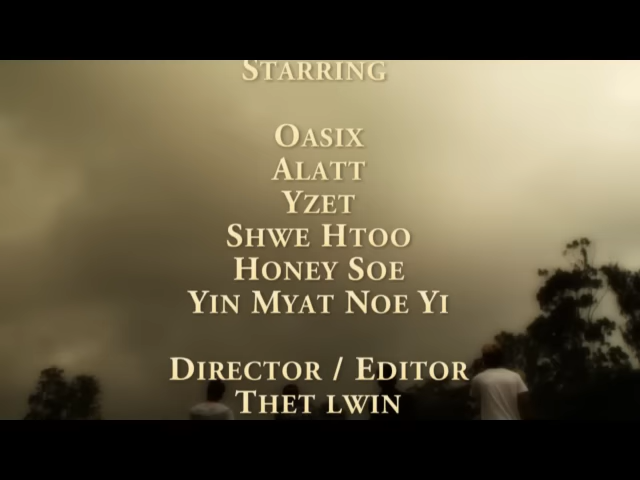 STARRING
OASIX
ALATT
YZET
SHWE HTOO
HONEY SOE
YIN MYAT NOE YI
DIRECTOR / EDITOR
THET LWIN